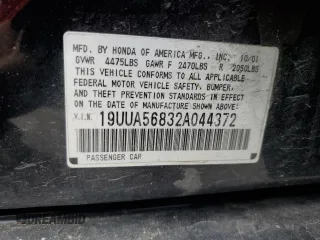 MFD. BY HONDA OF AMERICA MFG., INC. 10/01
GVWR 4475LBS GAWR F 2470LBS R 2050LBS
THIS VEHICLE CONFORMS TO ALL APPLICABLE
FEDERAL MOTOR VEHICLE SAFETY, BUMPER,
AND THEFT PREVENTION STANDARDS IN EFFECT
ON THE DATE OF MANUFACTURE SHOWN ABOVE.
V.I.N. 19UUA56832A044372
PASSENGER CAR
DREAMBID